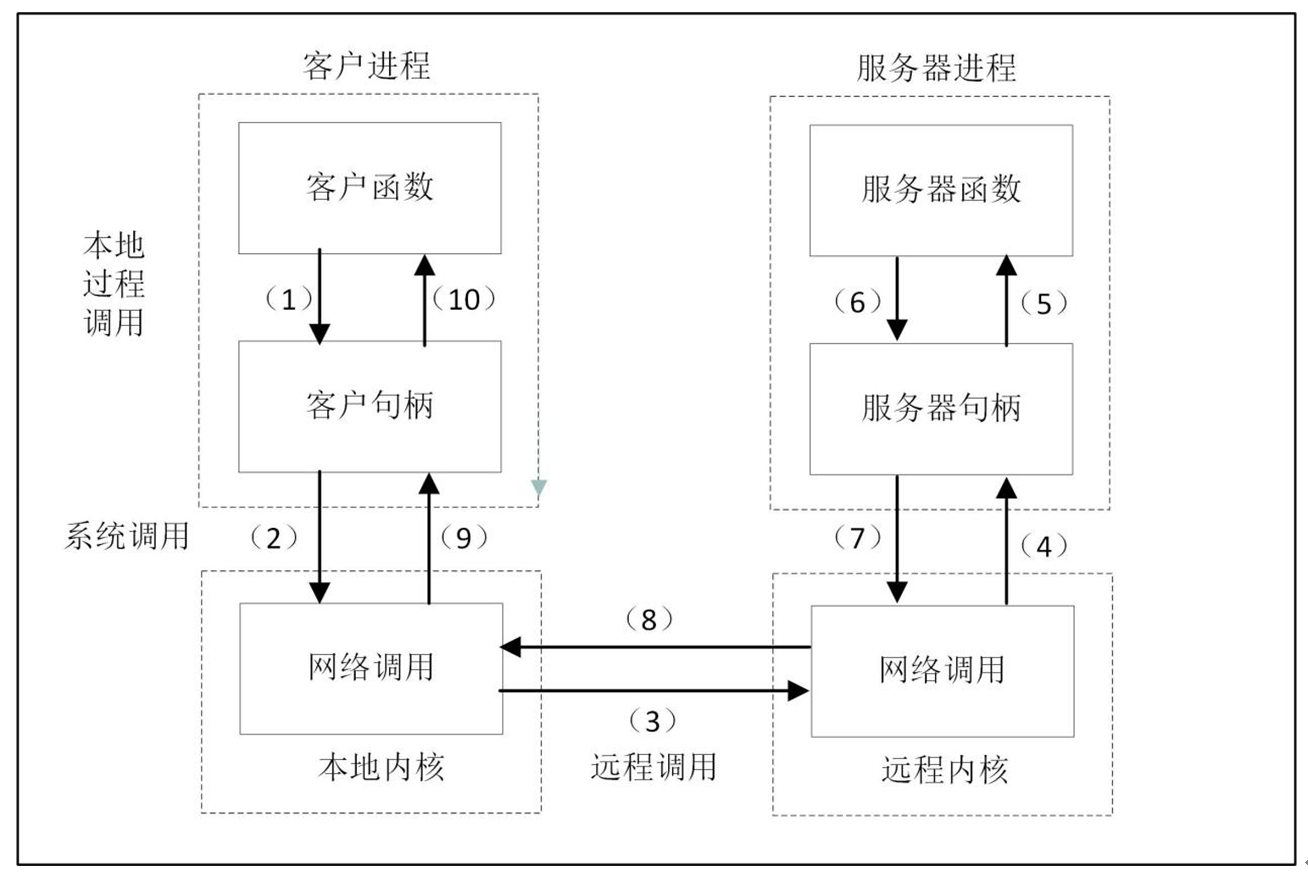 客户进程
服务器进程
客户函数
服务器函数
本地
过程
调用
（1）
（10）
（6）
（5）
客户句柄
服务器句柄
系统调用
（2）
（9）
（7）
（4）
（8）
网络调用
网络调用
（3）
本地内核
远程调用
远程内核